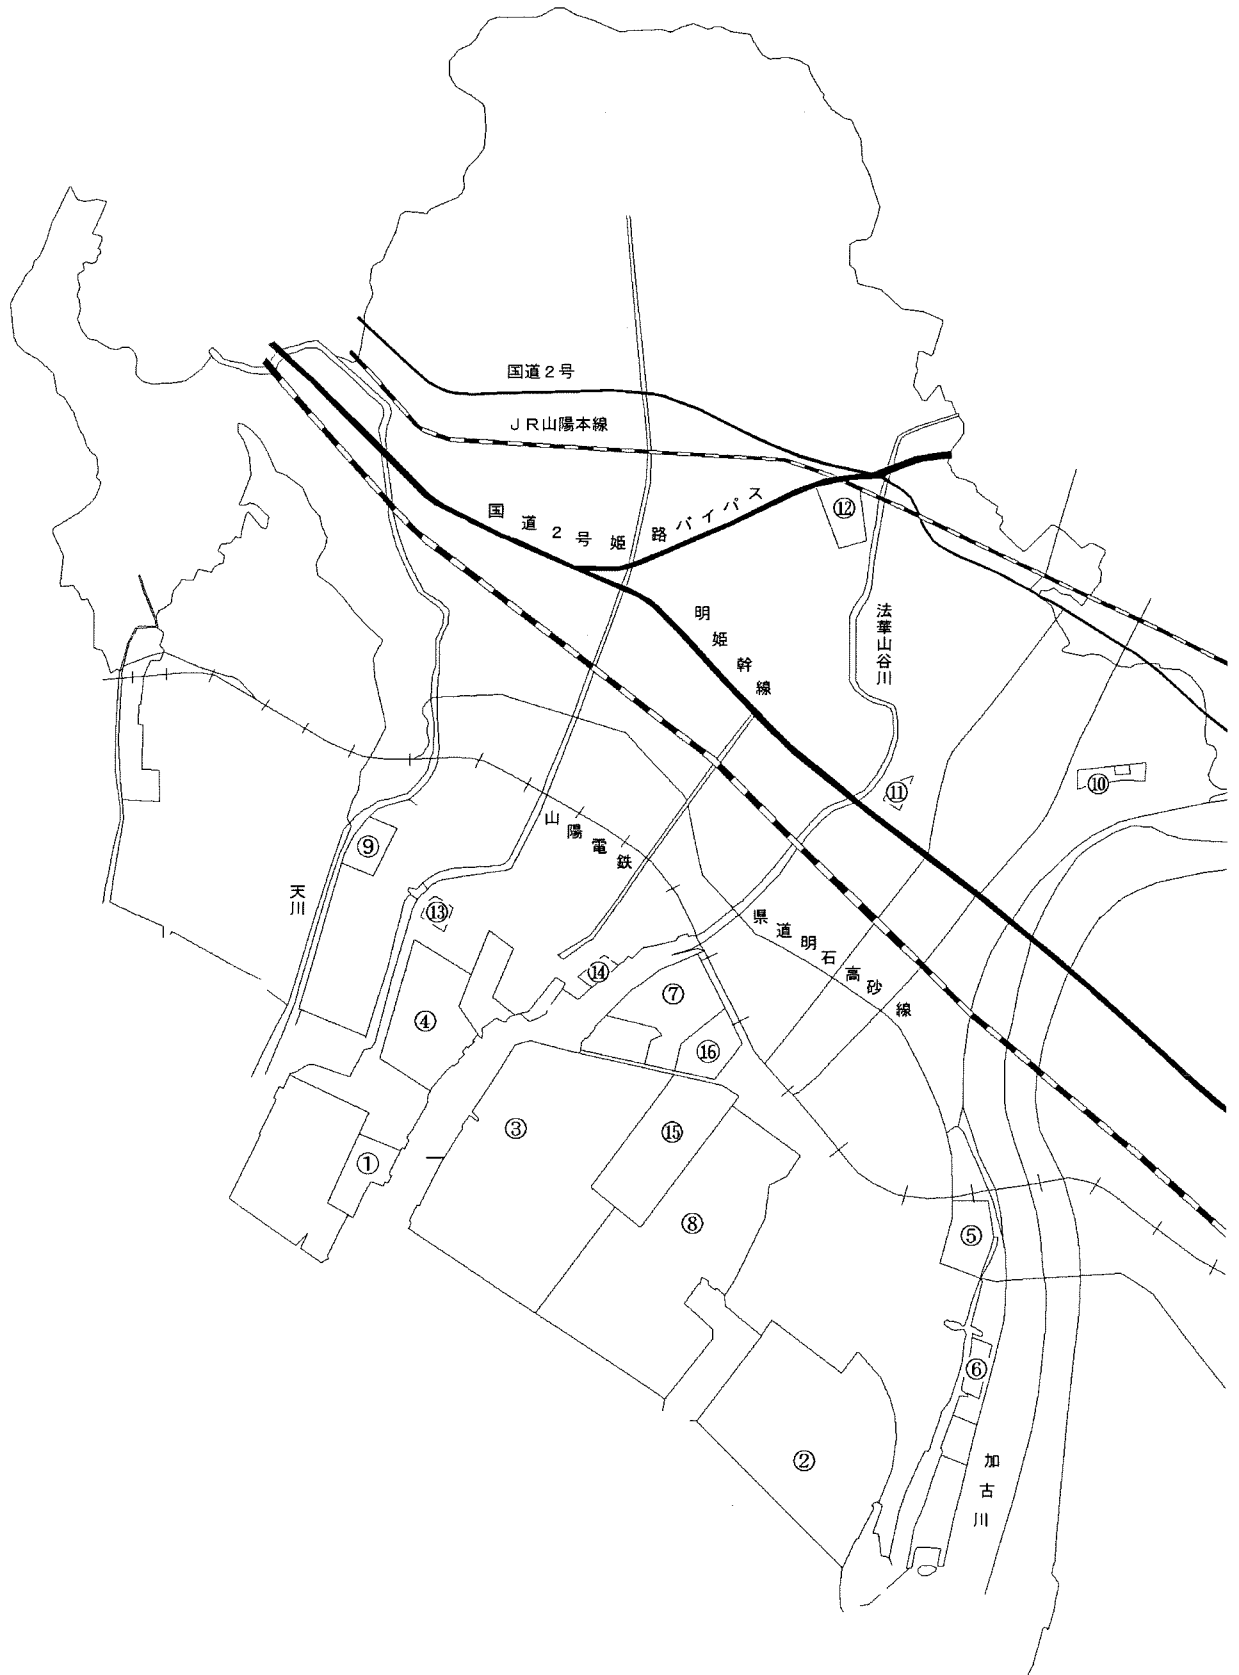 国道２号
ＪＲ山陽本線
国道２号姫路バイパス
⑫
明姫幹線
法華山谷川
⑪
⑩
山陽電鉄
⑨
天川
⑬
県道明石高砂線
⑭
⑦
④
⑯
③
⑮
①
⑧
⑤
⑥
②
加古川